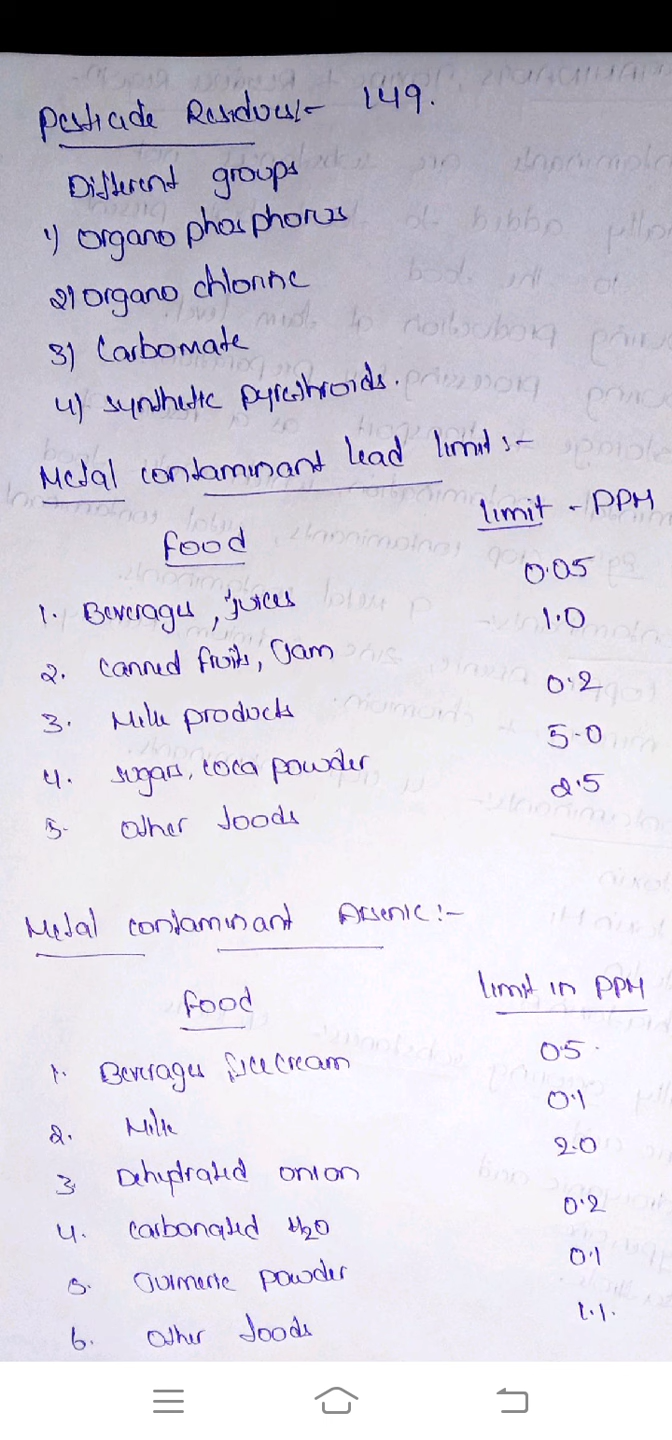 Pesticide Residues:- 149.
Different groups
1) organo phosphorus
2) organo chlorine
3) Carbomate
4) synthetic pyrethroids.
Metal contaminant lead limits:-
food limit - PPM
1. Beverages, juices 0.05
2. Canned fruits, Jam 1.0
3. Milk products 0.2
4. sugars, coca powder 5.0
5. other foods 2.5
Metal contaminant Arsenic:-
food limit in PPM
1. Beverages, icecream 0.5
2. Milk 0.1
3 Dehydrated onion 2.0
4. carbonated H2O 0.2
5. Turmeric powder 0.1
6. other foods 1.1.